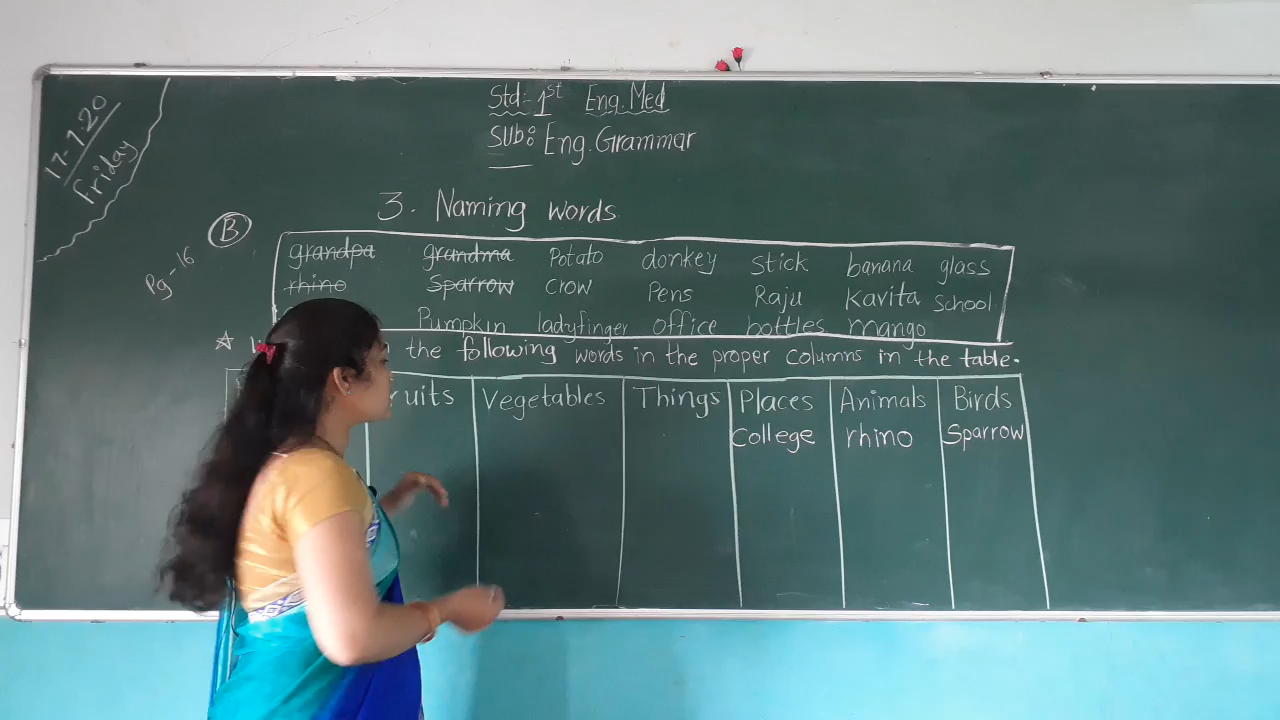 17-7-20
Friday
Std:- 1st Eng. Med
Sub: Eng. Grammar
3. Naming words
B
Pg-16
grandpa grandma Potato donkey Stick banana glass
rhino Sparrow Crow Pens Raju Kavita School
Pumpkin ladyfinger office bottles mango
the following words in the proper columns in the table.
ruits Vegetables Things Places Animals Birds
College rhino Sparrow